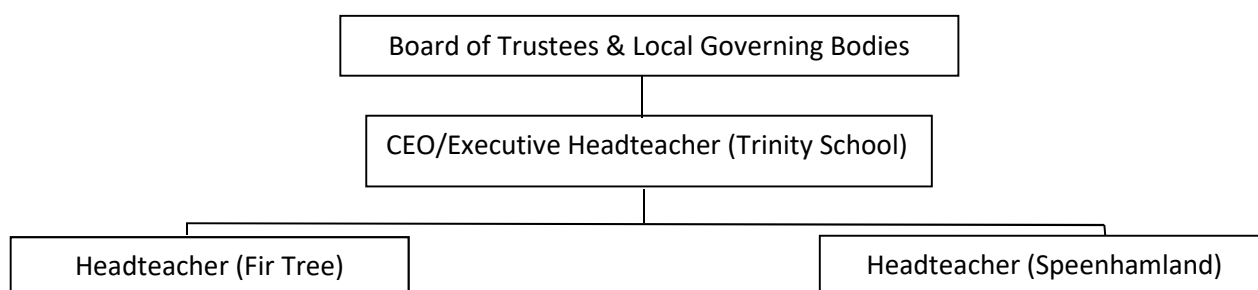 Board of Trustees & Local Governing Bodies
CEO/Executive Headteacher (Trinity School)
Headteacher (Fir Tree)
Headteacher (Speenhamland)